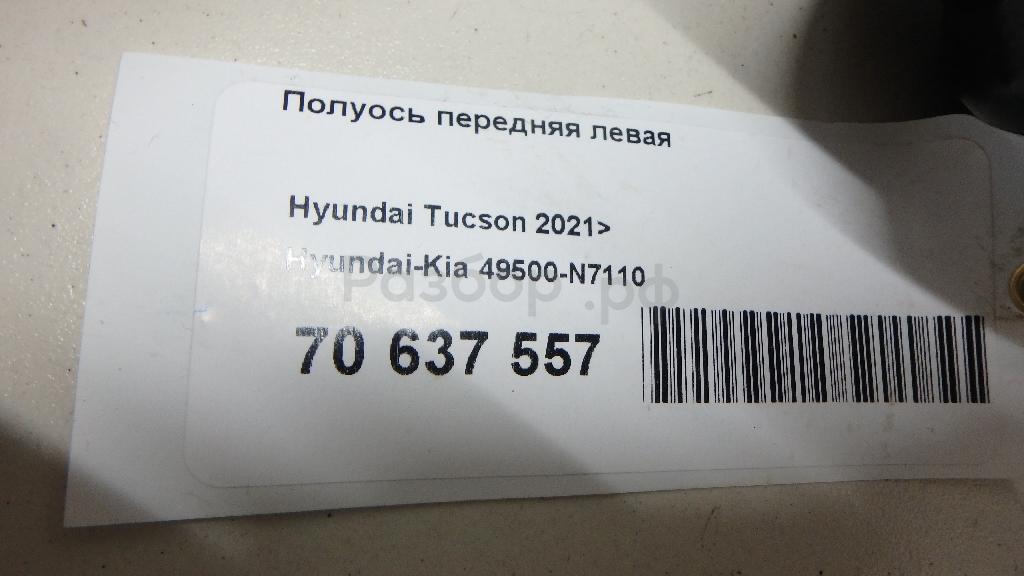 Полуось передняя левая
Hyundai Tucson 2021>
Hyundai-Kia 49500-N7110
Разбор.рф
70 637 557